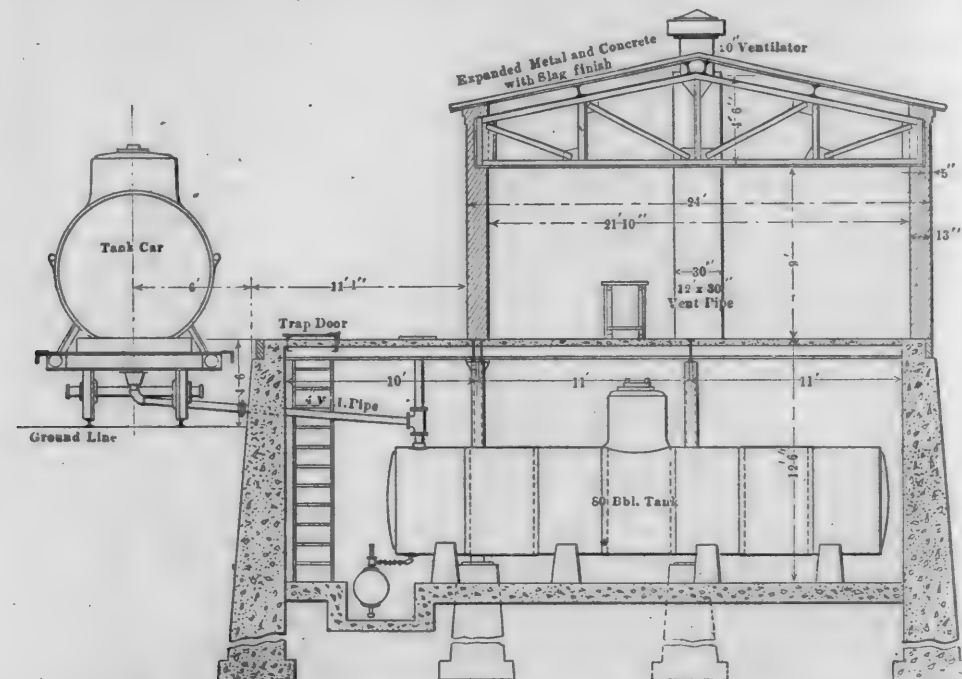 10" Ventilator
Expanded Metal and Concrete
with Slag finish
4'6"
5"
24'
21'10"
13"
Tank Car
6'
11'1"
30"
9'
12' x 30"
Vent Pipe
Trap Door
10'
11'
11'
Pipe
Ground Line
12'6"
80 Bbl. Tank